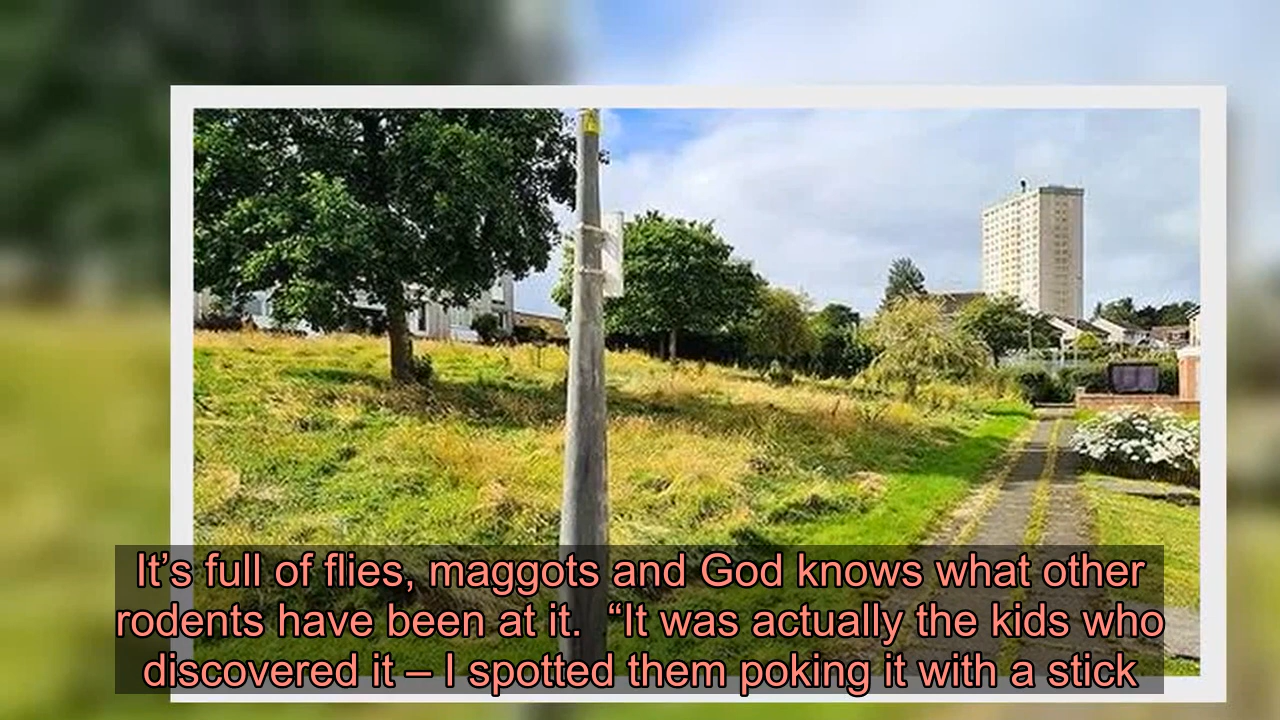 It’s full of flies, maggots and God knows what other
rodents have been at it.  “It was actually the kids who
discovered it – I spotted them poking it with a stick